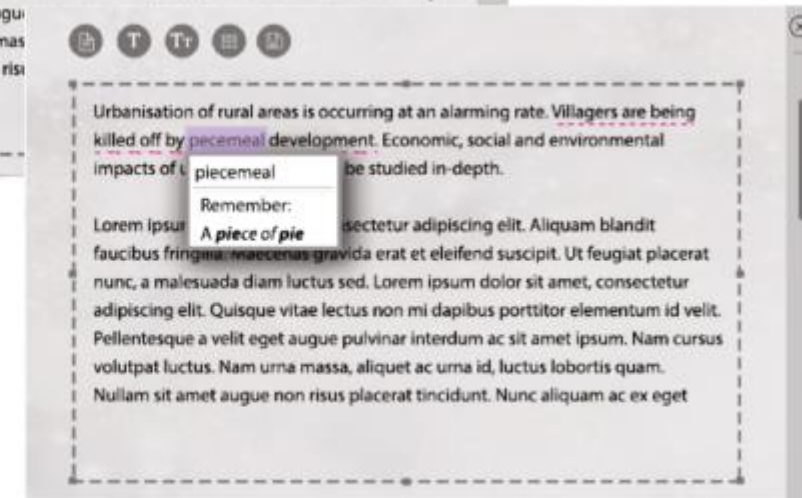 Urbanisation of rural areas is occurring at an alarming rate. Villagers are being
killed off by pecemeal development. Economic, social and environmental
impacts of be studied in-depth.
piecemeal
Remember:
A piece of pie
Lorem ipsum sectetur adipiscing elit. Aliquam blandit
faucibus fringilla. Maecenas gravida erat et eleifend suscipit. Ut feugiat placerat
nunc, a malesuada diam luctus sed. Lorem ipsum dolor sit amet, consectetur
adipiscing elit. Quisque vitae lectus non mi dapibus porttitor elementum id velit.
Pellentesque a velit eget augue pulvinar interdum ac sit amet ipsum. Nam cursus
volutpat luctus. Nam urna massa, aliquet ac urna id, luctus lobortis quam.
Nullam sit amet augue non risus placerat tincidunt. Nunc aliquam ac ex eget